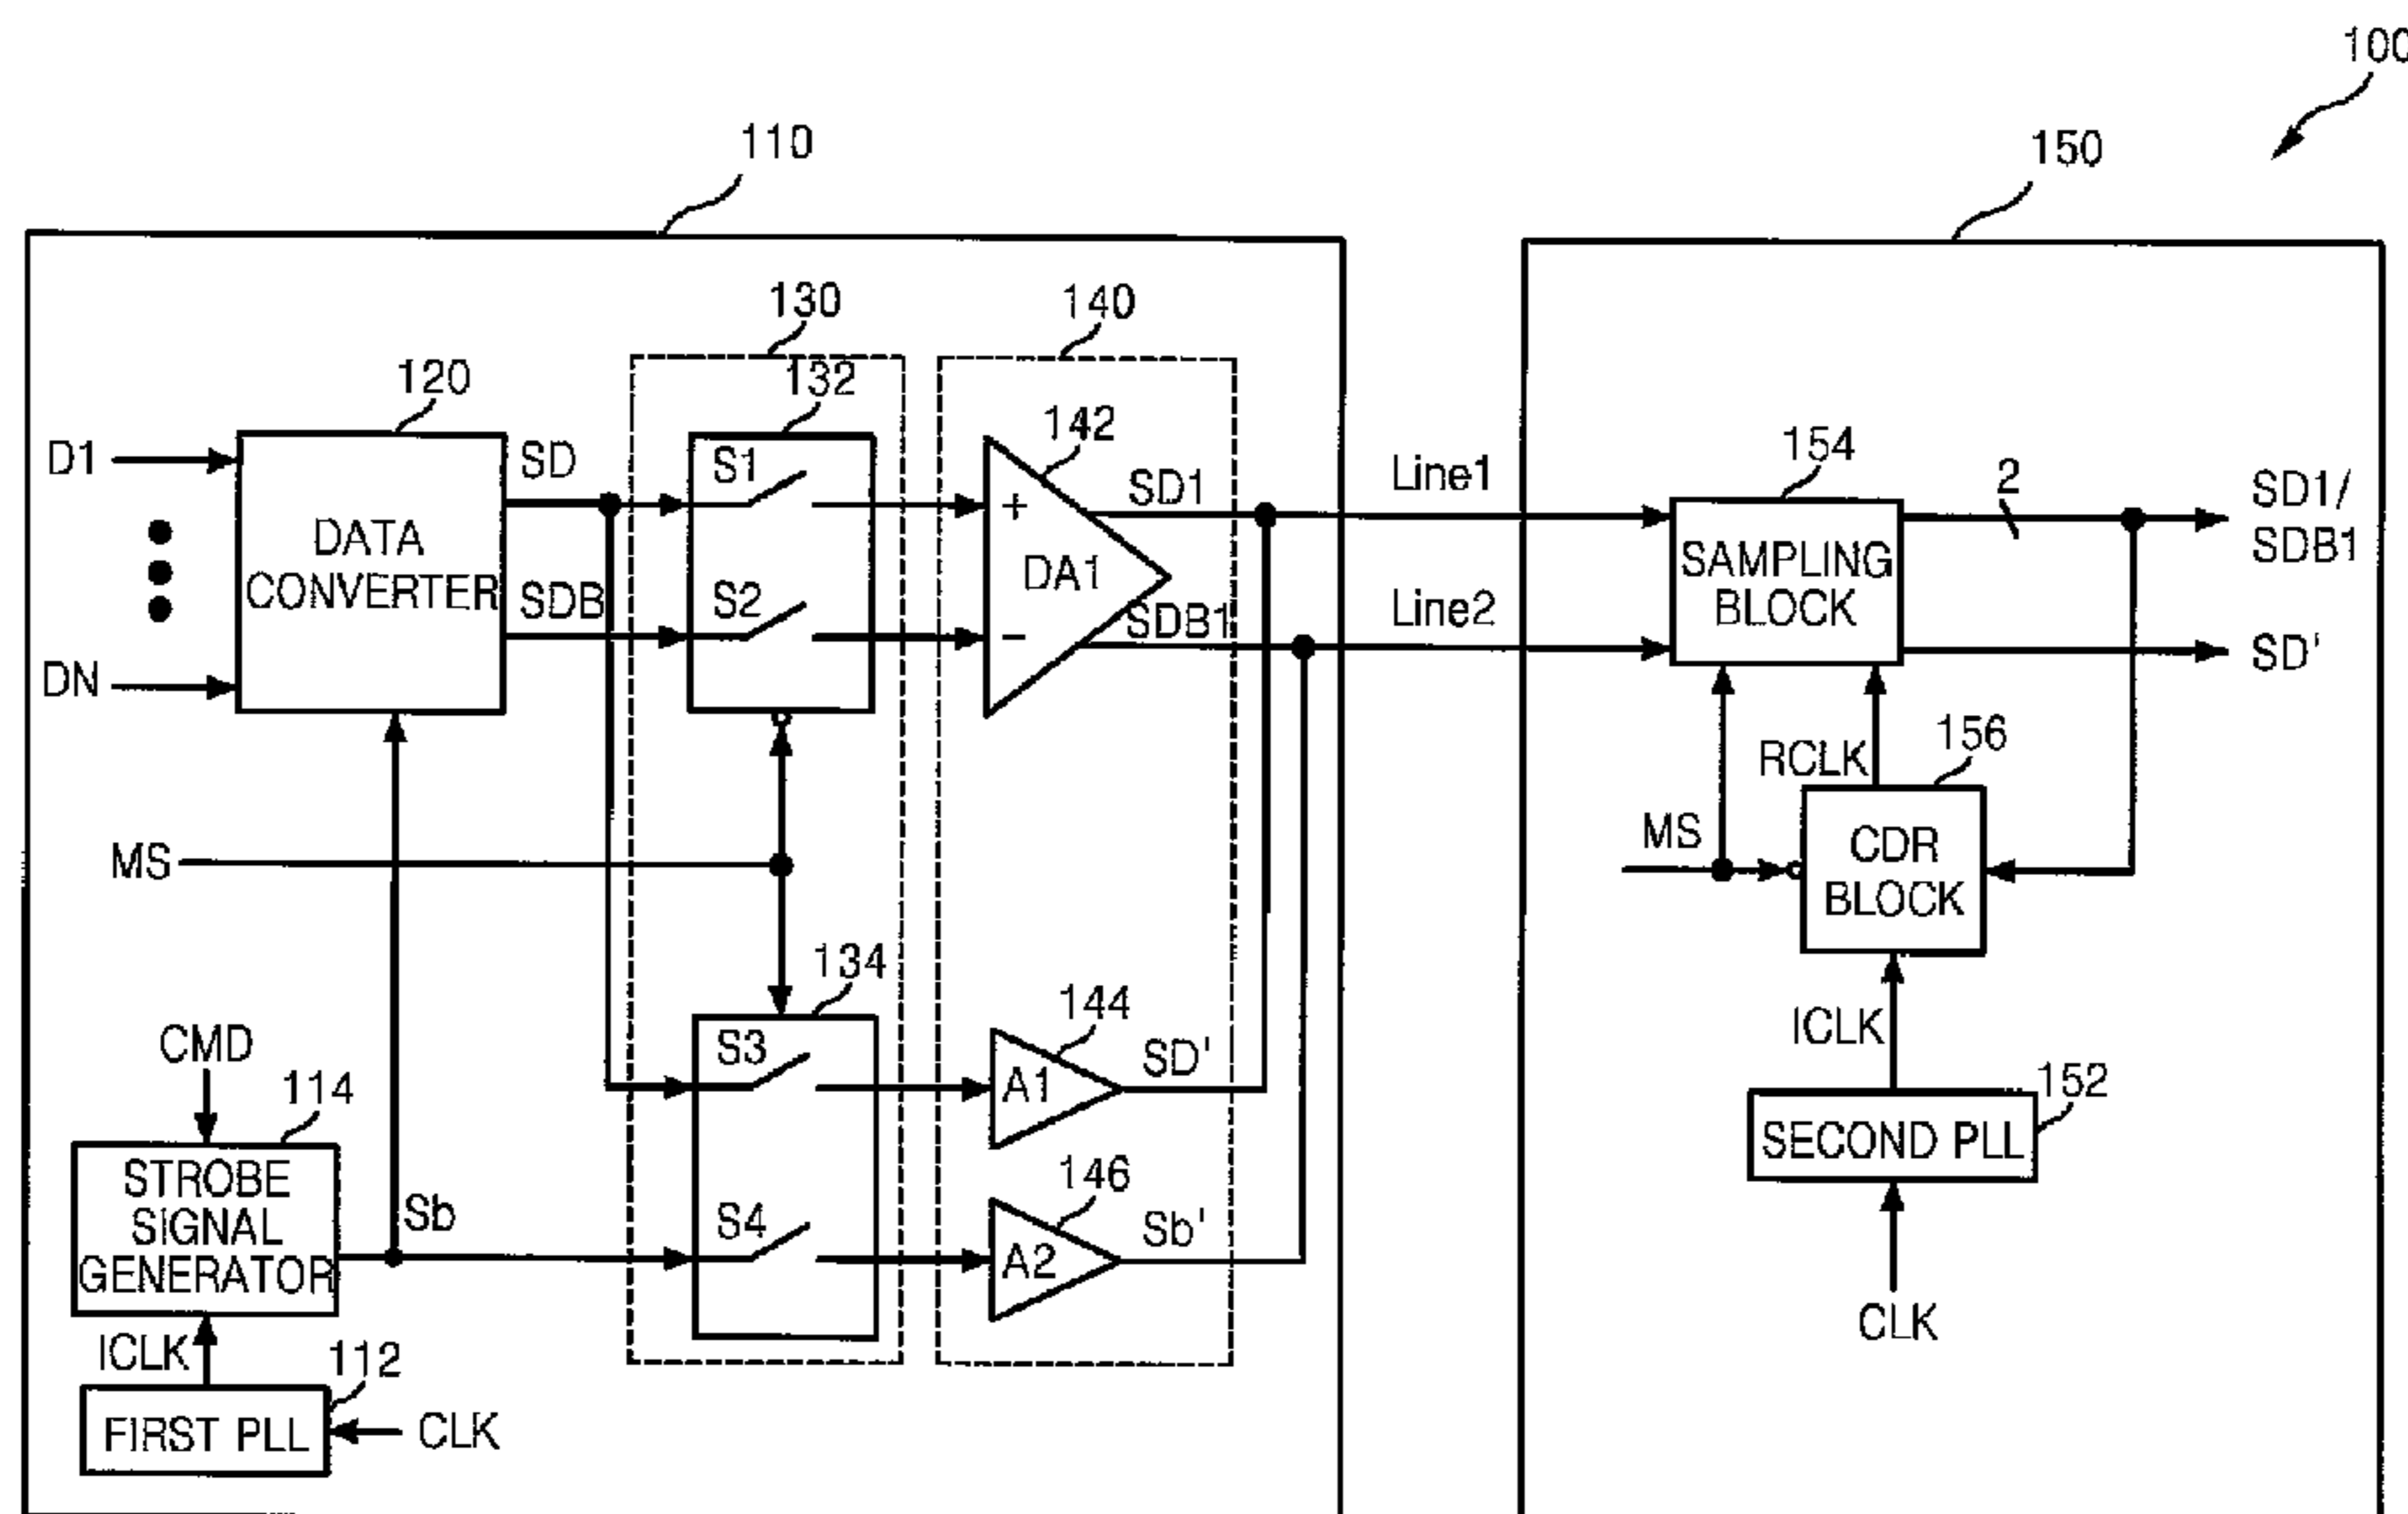 100
110
150
130
140
120
132
142
154
D1
SD
S1
SD1
Line1
2
SD1/
SDB1
DATA
CONVERTER
+
DA1
SAMPLING
BLOCK
SDB
S2
−
SDB1
Line2
DN
SD'
RCLK
156
MS
MS
CDR
BLOCK
134
CMD
114
S3
144
A1
SD'
ICLK
152
STROBE
SIGNAL
GENERATOR
Sb
S4
146
A2
Sb'
SECOND PLL
ICLK
112
CLK
FIRST PLL
CLK